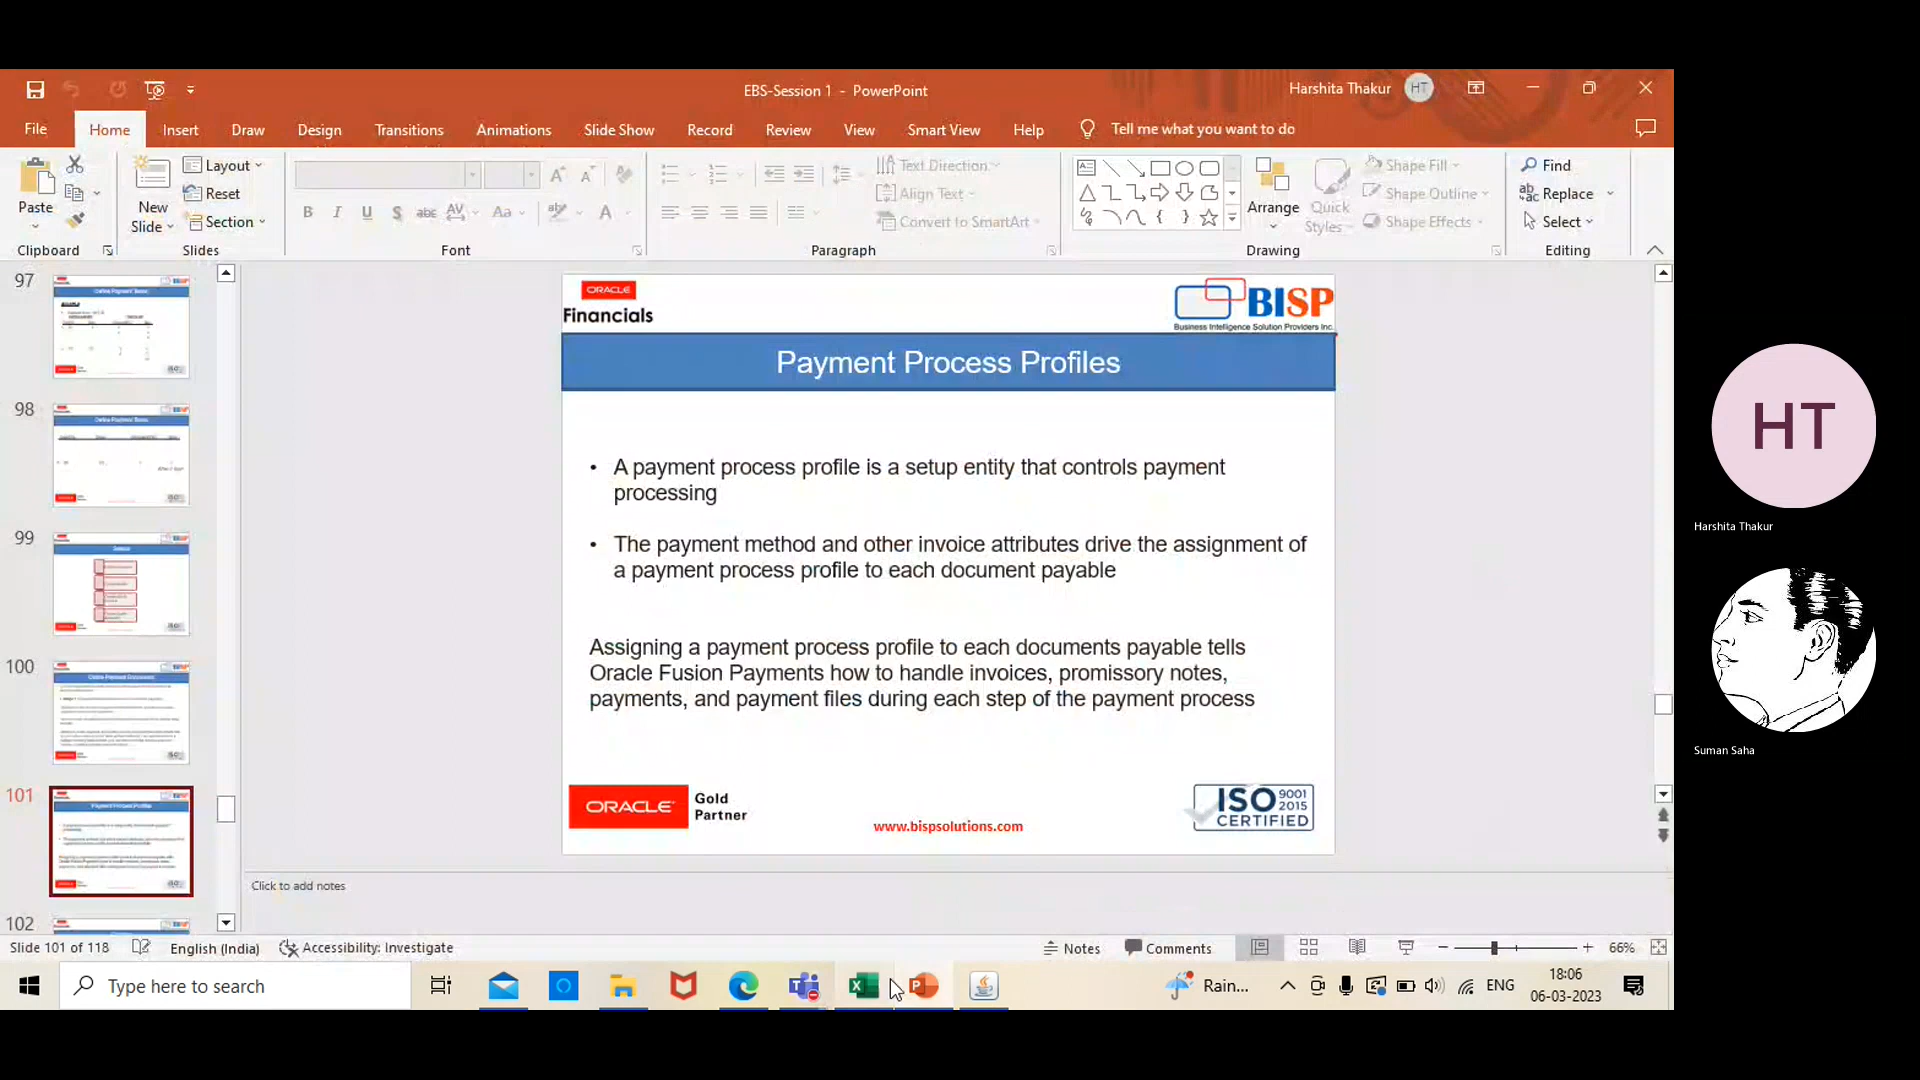 EBS-Session 1 - PowerPoint
Harshita Thakur
HT
File
Home
Insert
Draw
Design
Transitions
Animations
Slide Show
Record
Review
View
Smart View
Help
Tell me what you want to do
Paste
Clipboard
New
Slide
Layout
Reset
Section
Slides
B I U S abc AV Aa A
Font
Text Direction
Align Text
Convert to SmartArt
Paragraph
Arrange
Quick
Styles
Shape Fill
Shape Outline
Shape Effects
Drawing
Find
Replace
Select
Editing
97
98
99
100
101
102
ORACLE
Financials
BISP
Business Intelligence Solution Providers Inc.
Payment Process Profiles
• A payment process profile is a setup entity that controls payment
processing
• The payment method and other invoice attributes drive the assignment of
a payment process profile to each document payable
Assigning a payment process profile to each documents payable tells
Oracle Fusion Payments how to handle invoices, promissory notes,
payments, and payment files during each step of the payment process
ORACLE
Gold
Partner
www.bispsolutions.com
ISO 9001
2015
CERTIFIED
Click to add notes
Slide 101 of 118
English (India)
Accessibility: Investigate
Notes
Comments
66%
Type here to search
Rain...
ENG
18:06
06-03-2023
HT
Harshita Thakur
Suman Saha